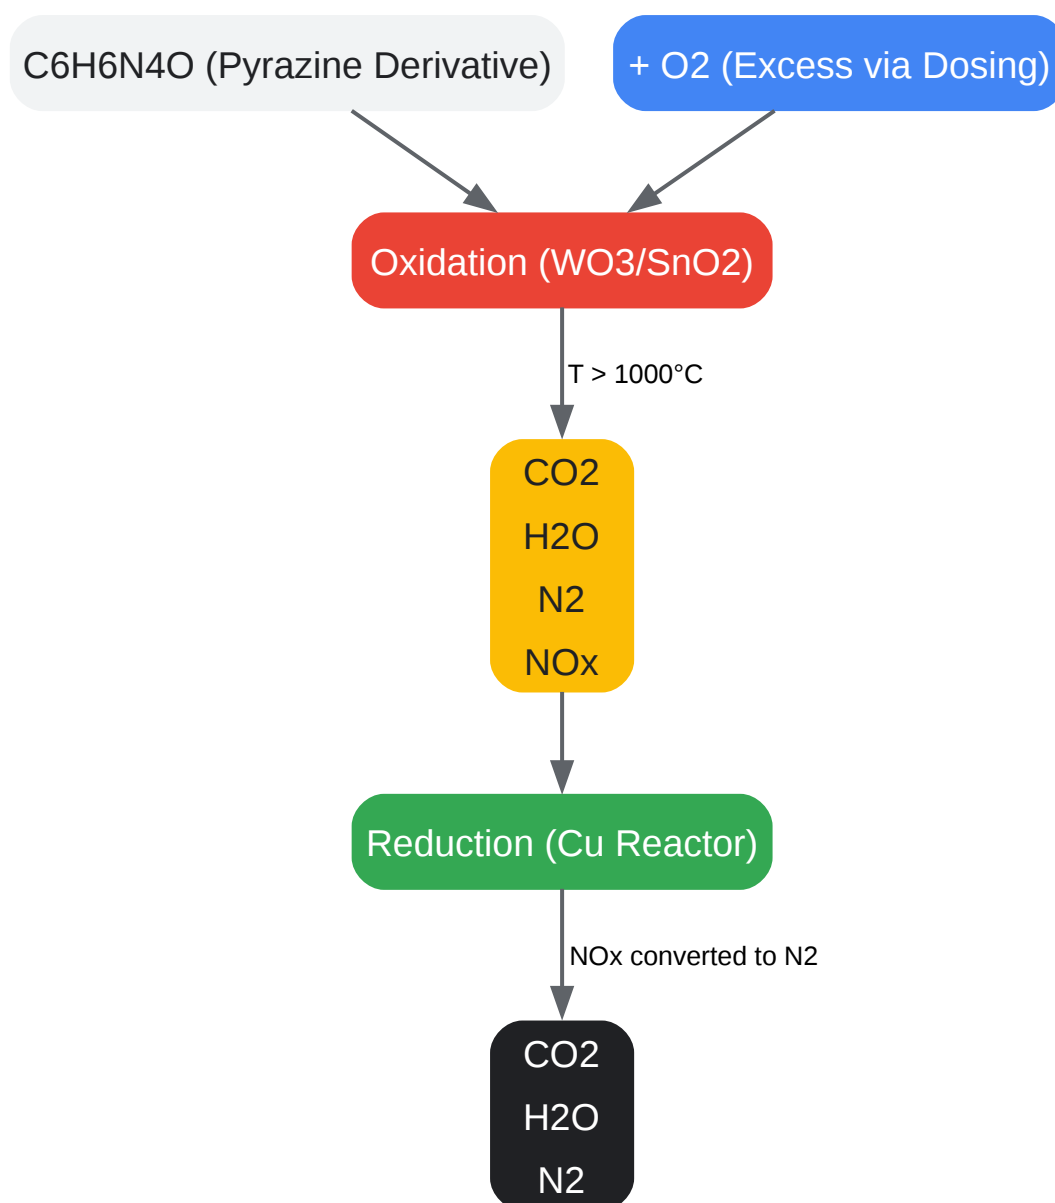 C6H6N4O (Pyrazine Derivative)
+ O2 (Excess via Dosing)
Oxidation (WO3/SnO2)
T > 1000°C
CO2
H2O
N2
NOx
Reduction (Cu Reactor)
NOx converted to N2
CO2
H2O
N2